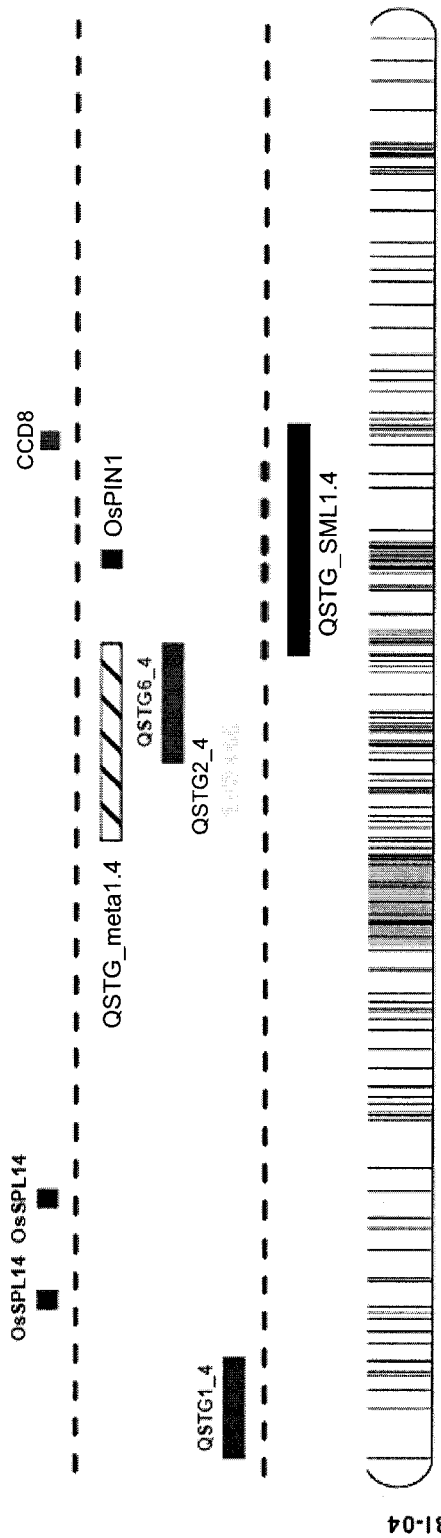 CCD8
OsPIN1
OsSPL14 OsSPL14
QSTG_meta1.4
QSTG6_4
QSTG2_4
QSTG1_4
QSTG_SML1.4